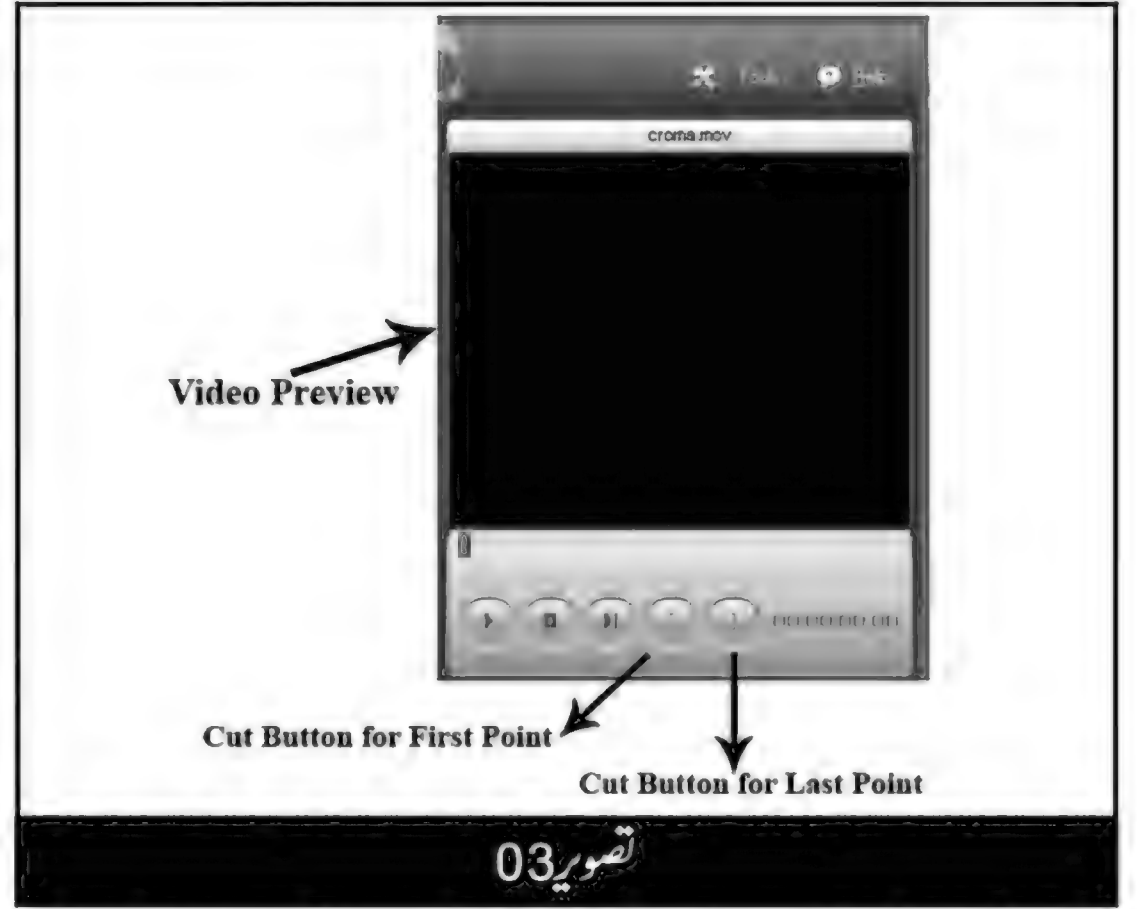 croma.mov
Video Preview
Cut Button for First Point
Cut Button for Last Point
تصویر03